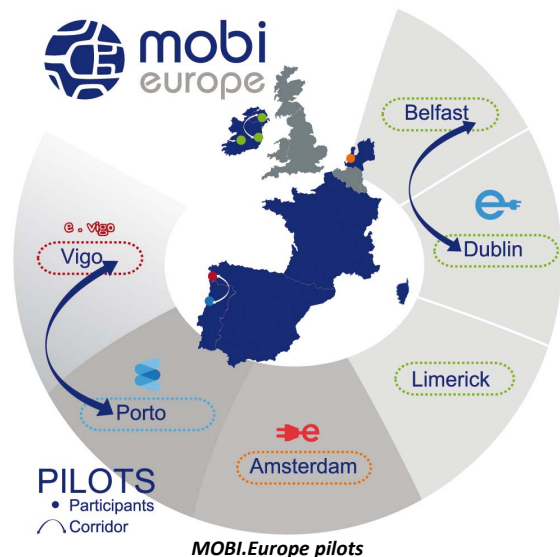 mobi
europe
Belfast
Dublin
Limerick
Amsterdam
Porto
e.vigo
Vigo
PILOTS
Participants
Corridor
MOBI.Europe pilots